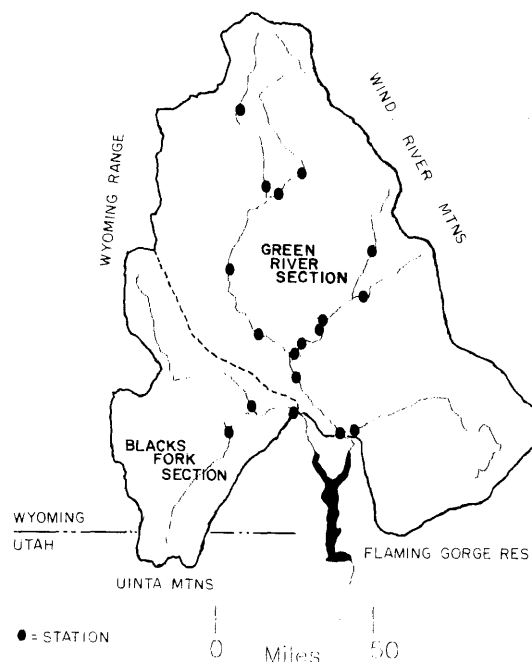 WIND RIVER MTNS
WYOMING RANGE
GREEN
RIVER
SECTION
BLACKS
FORK
SECTION
WYOMING
UTAH
FLAMING GORGE RES
UINTA MTNS
= STATION
0 Miles 50